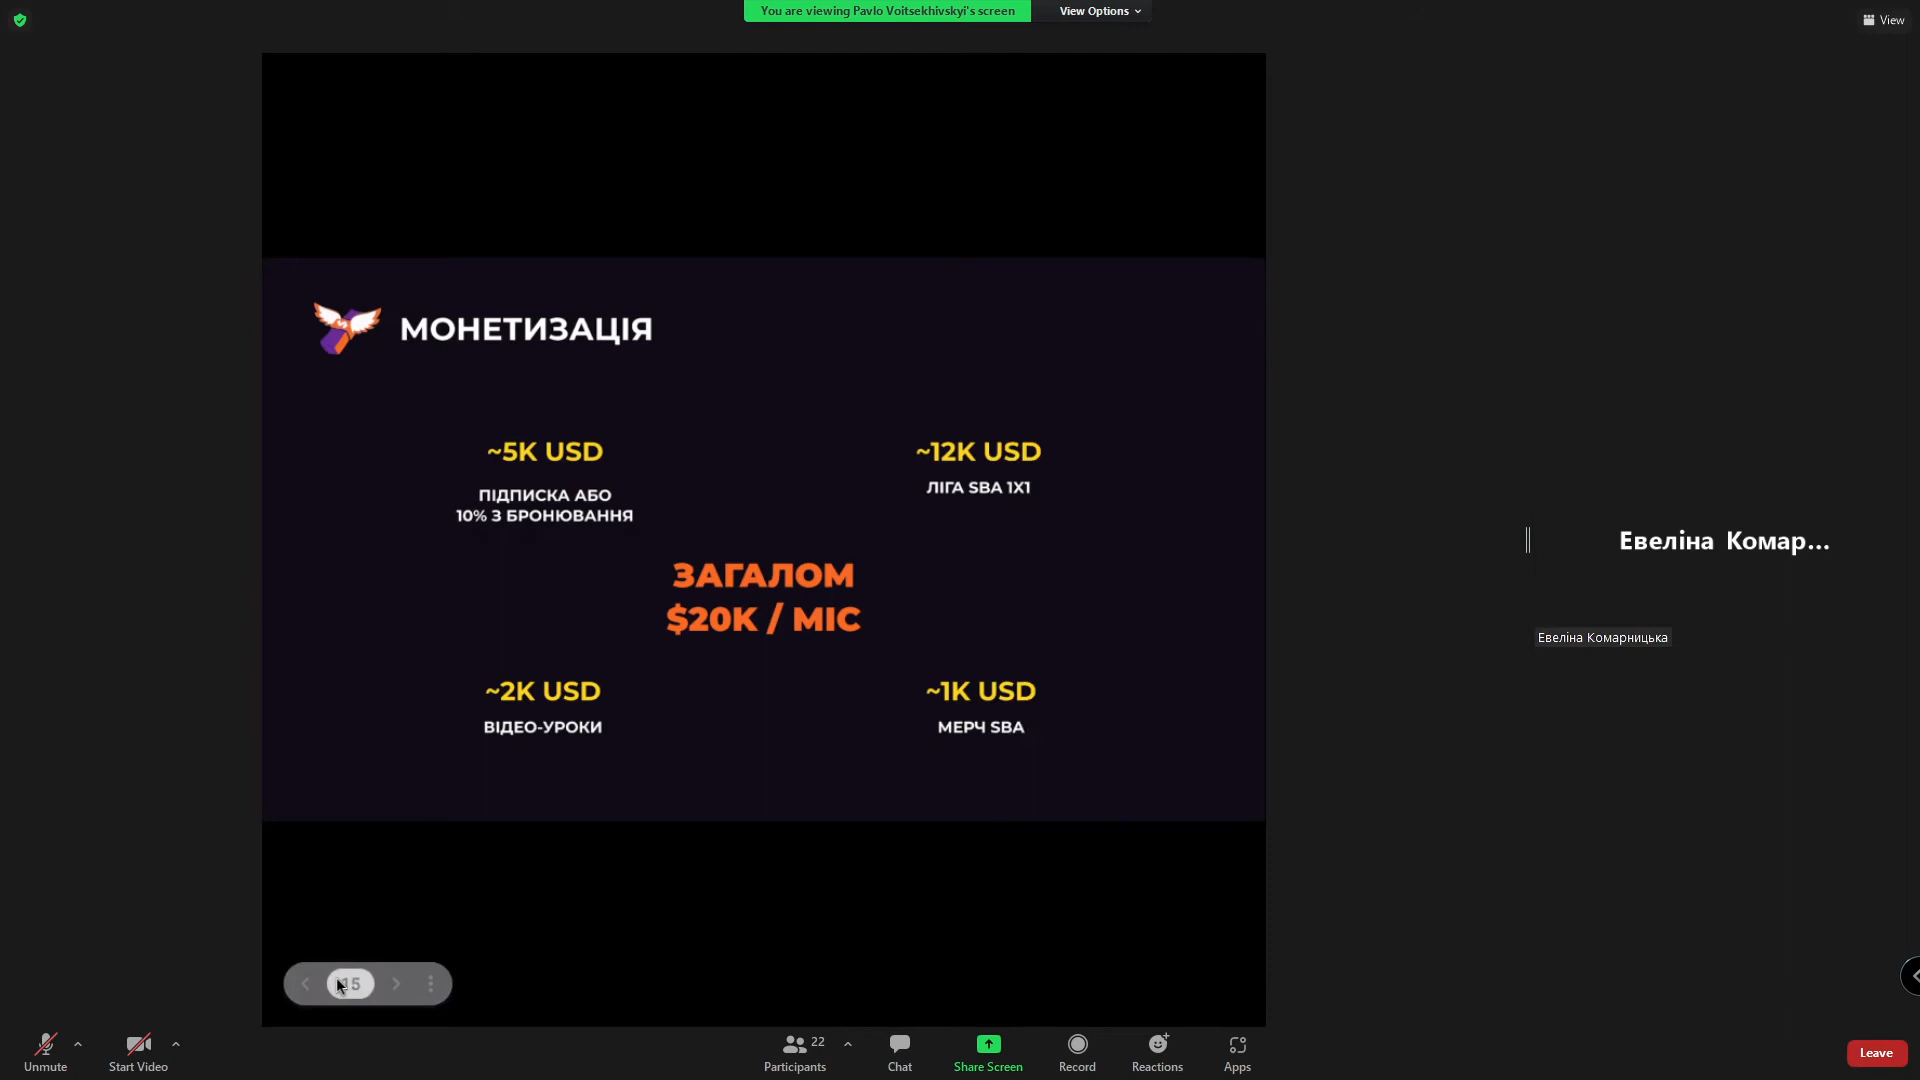 You are viewing Pavlo Voitsekhivskyi's screen
View Options
View
МОНЕТИЗАЦІЯ
~5K USD
ПІДПИСКА АБО
10% З БРОНЮВАННЯ
~12K USD
ЛІГА SBA 1X1
ЗАГАЛОМ
$20K / МІС
~2K USD
ВІДЕО-УРОКИ
~1K USD
МЕРЧ SBA
Евеліна Комар...
Евеліна Комарницька
15
Unmute
Start Video
22
Participants
Chat
Share Screen
Record
Reactions
Apps
Leave